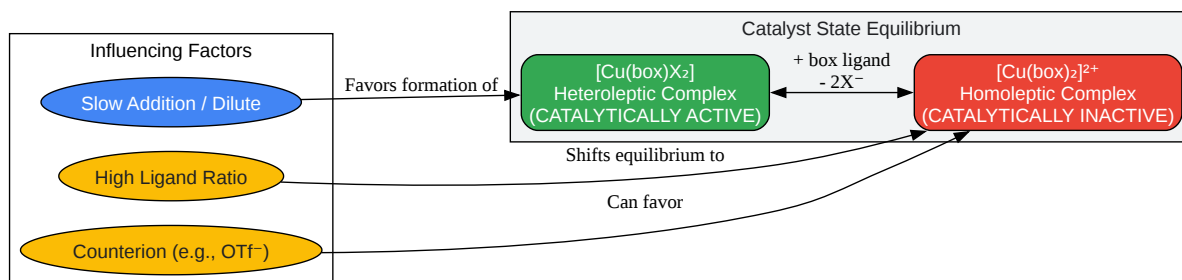 Influencing Factors
Slow Addition / Dilute
High Ligand Ratio
Counterion (e.g., OTf⁻)
Favors formation of
Shifts equilibrium to
Can favor
Catalyst State Equilibrium
[Cu(box)X₂]
Heteroleptic Complex
(CATALYTICALLY ACTIVE)
+ box ligand
- 2X⁻
[Cu(box)₂]²⁺
Homoleptic Complex
(CATALYTICALLY INACTIVE)